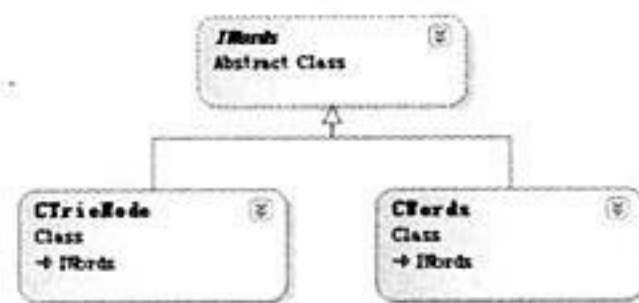 IWords
Abstract Class
CTrieNode
Class
IWords
CWords
Class
IWords